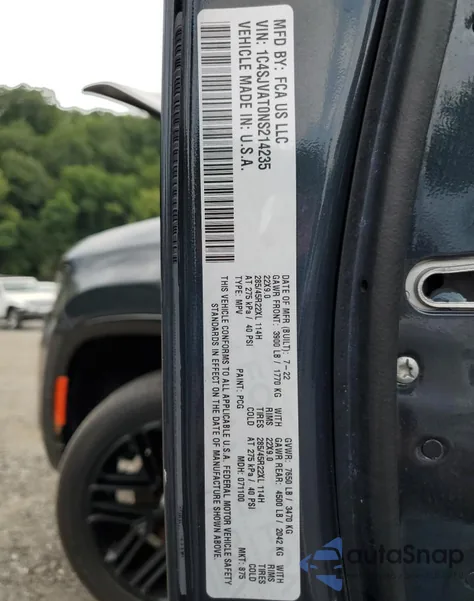 MFD BY: FCA US LLC
VIN: 1C4SJVAT0NS214235
VEHICLE MADE IN: U.S.A.
DATE OF MFR (BUILT): 7-22 GVWR: 7650 LB / 3470 KG
GAWR FRONT: 3900 LB / 1770 KG WITH GAWR REAR: 4500 LB / 2042 KG WITH
22X9.0 RIMS 22X9.0 RIMS
285/45R22XL 114H TIRES 285/45R22XL 114H TIRES
AT 275 kPa / 40 PSI COLD AT 275 kPa / 40 PSI COLD
TYPE: MPV PAINT: PCG MDH: 071100 MKT: 875
THIS VEHICLE CONFORMS TO ALL APPLICABLE U.S.A. FEDERAL MOTOR VEHICLE SAFETY
STANDARDS IN EFFECT ON THE DATE OF MANUFACTURE SHOWN ABOVE.
autoSnap